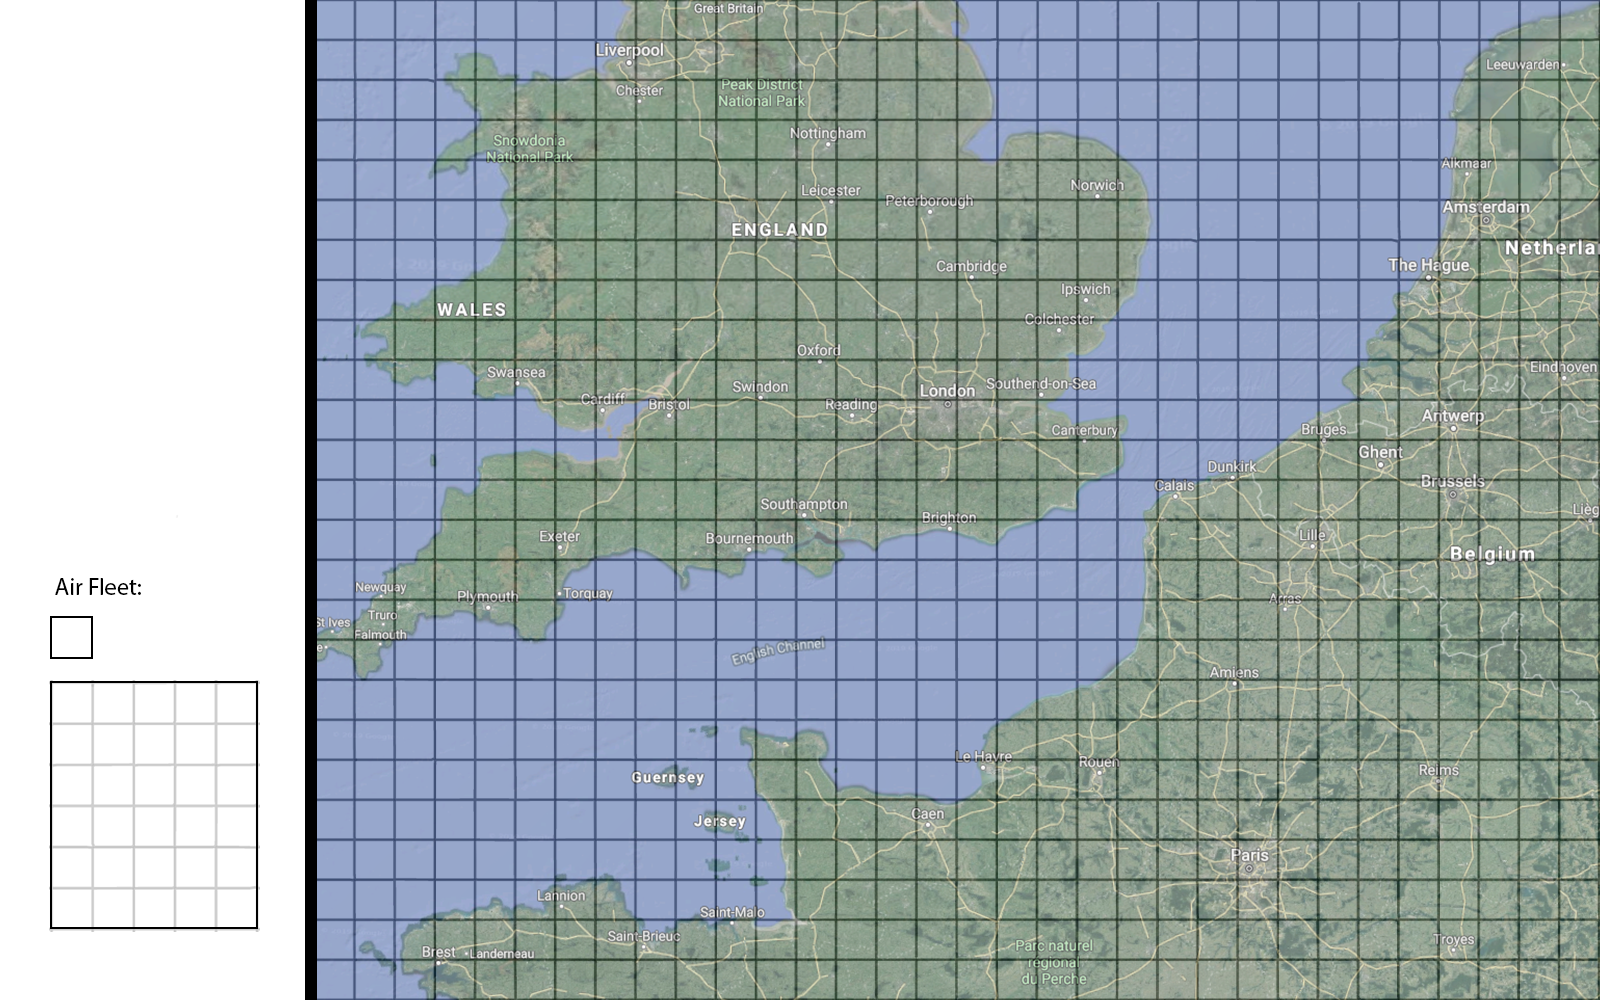 Great Britain
Liverpool
Leeuwarden
Chester
Peak District
National Park
Nottingham
Snowdonia
National Park
Alkmaar
Leicester
Norwich
Peterborough
Amsterdam
ENGLAND
Netherla
Cambridge
The Hague
Ipswich
WALES
Colchester
Oxford
Eindhoven
Swansea
Swindon
London
Southend-on-Sea
Cardiff
Bristol
Reading
Antwerp
Canterbury
Bruges
Ghent
Dunkirk
Calais
Brussels
Southampton
Brighton
Lièg
Exeter
Bournemouth
Lille
Belgium
Air Fleet:
Newquay
Plymouth
Torquay
Arras
St Ives
Truro
Falmouth
e
English Channel
Amiens
Le Havre
Rouen
Guernsey
Reims
Jersey
Caen
Paris
Lannion
Saint-Malo
Saint-Brieuc
Troyes
Brest
Landerneau
Parc naturel
régional
du Perche